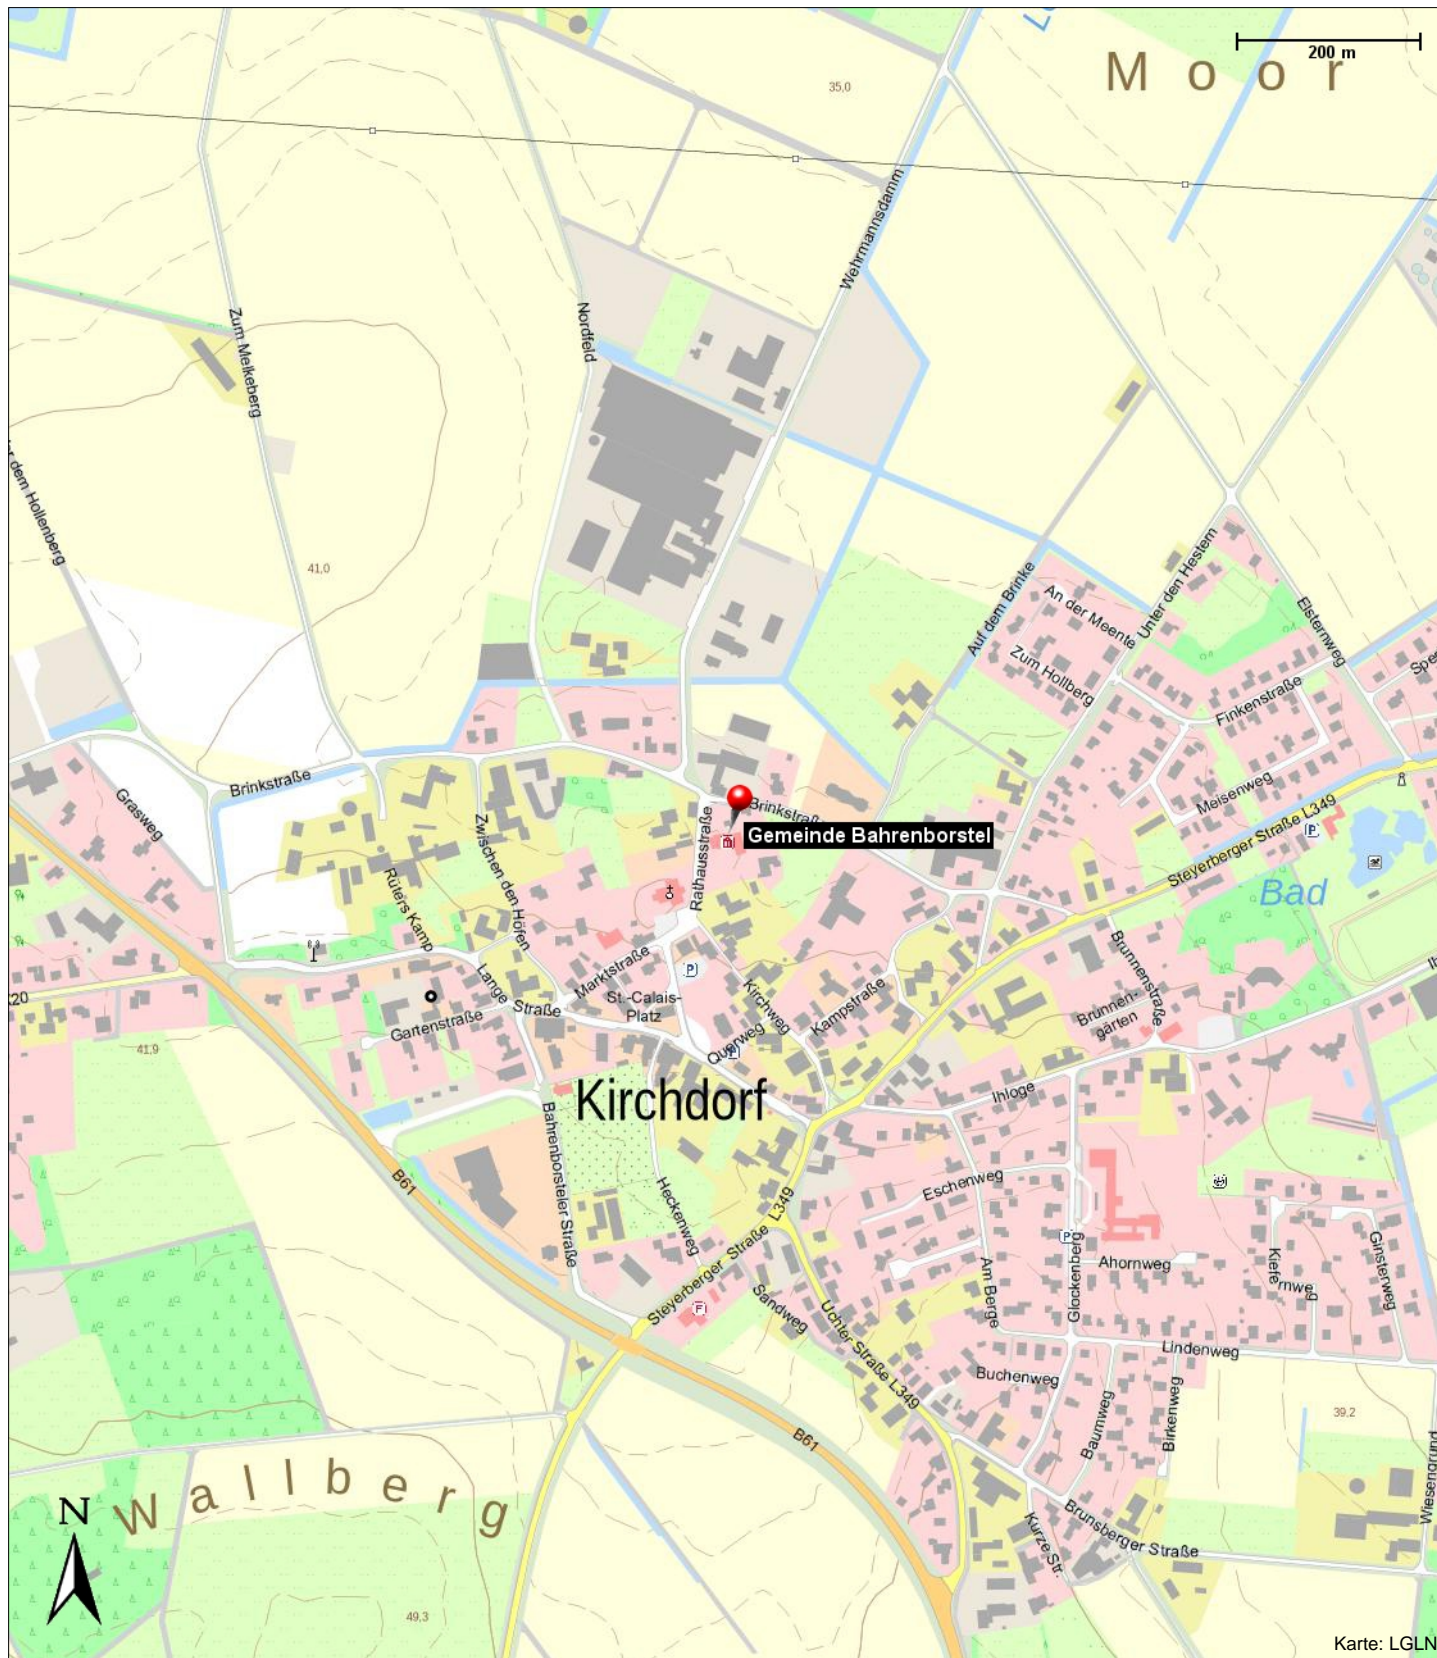 200 m
Moor
35,0
Wehrmannsdamm
Nordfeld
Zum Melkeberg
dem Hollenberg
41,0
Auf dem Brinke
An der Meente
Unter den Hestern
Elsternweg
Zum Hollberg
Finkenstraße
Meisenweg
Brinkstraße
Grasweg
Brinkstraße
Gemeinde Bahrenborstel
Rathausstraße
Steyerberger Straße L349
P
Bad
Zwischen den Höfen
Rüters Kamp
Marktstraße
P
Lange Straße
St.-Calais-
Platz
Kirchweg
Kampstraße
Querweg
P
Brunnenstraße
Brunnen-
gärten
Gartenstraße
20
41,9
Kirchdorf
Ihloge
Bahrenborsteler Straße
B61
Heckenweg
Eschenweg
Steyerberger Straße L349
F
Sandweg
Uchter Straße L349
Am Berge
P
Glockenberg
Ahornweg
Kiefe
rnweg
Ginsterweg
Lindenweg
Buchenweg
Baumweg
Birkenweg
39,2
Wiesengrund
B61
Wallberg
N
49,3
Kurze Str.
Brunsberger Straße
Karte: LGLN